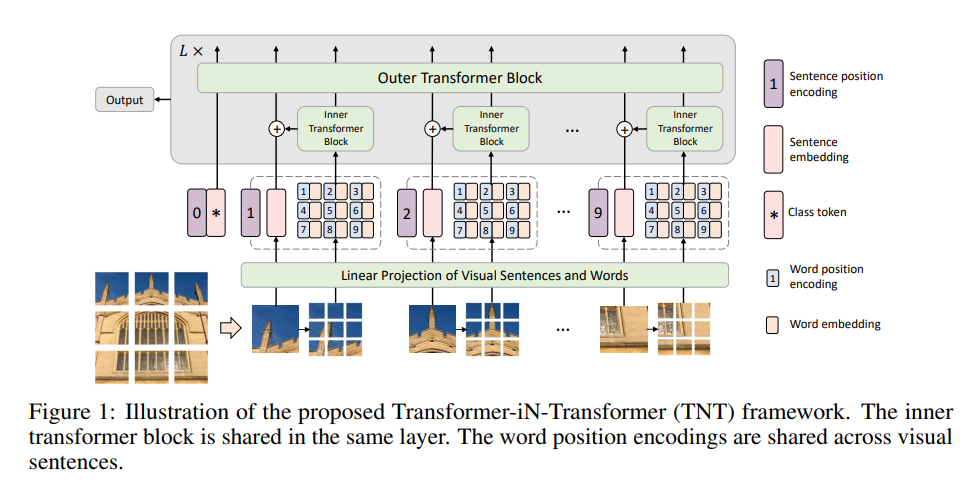 L ×
Outer Transformer Block
Output
Inner
Transformer
Block
Inner
Transformer
Block
...
Inner
Transformer
Block
+
+
+
0 * 1 1 2 3 4 5 6 7 8 9
2 1 2 3 4 5 6 7 8 9
...
9 1 2 3 4 5 6 7 8 9
Linear Projection of Visual Sentences and Words
...
1 Sentence position
encoding
Sentence
embedding
* Class token
1 Word position
encoding
Word embedding
Figure 1: Illustration of the proposed Transformer-iN-Transformer (TNT) framework. The inner
transformer block is shared in the same layer. The word position encodings are shared across visual
sentences.